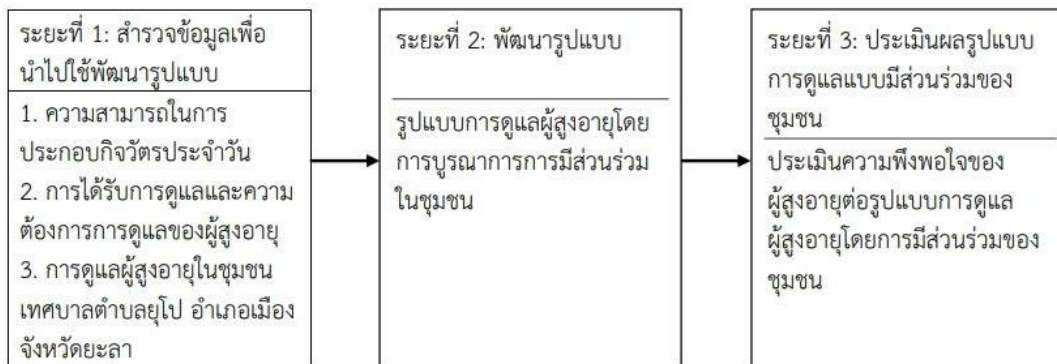 ระยะที่ 1: สำรวจข้อมูลเพื่อ
นำไปใช้พัฒนารูปแบบ
1. ความสามารถในการ
ประกอบกิจวัตรประจำวัน
2. การได้รับการดูแลและความ
ต้องการการดูแลของผู้สูงอายุ
3. การดูแลผู้สูงอายุในชุมชน
เทศบาลตำบลยุโป อำเภอเมือง
จังหวัดยะลา
ระยะที่ 2: พัฒนารูปแบบ
รูปแบบการดูแลผู้สูงอายุโดย
การบูรณาการการมีส่วนร่วม
ในชุมชน
ระยะที่ 3: ประเมินผลรูปแบบ
การดูแลแบบมีส่วนร่วมของ
ชุมชน
ประเมินความพึงพอใจของ
ผู้สูงอายุต่อรูปแบบการดูแล
ผู้สูงอายุโดยการมีส่วนร่วมของ
ชุมชน